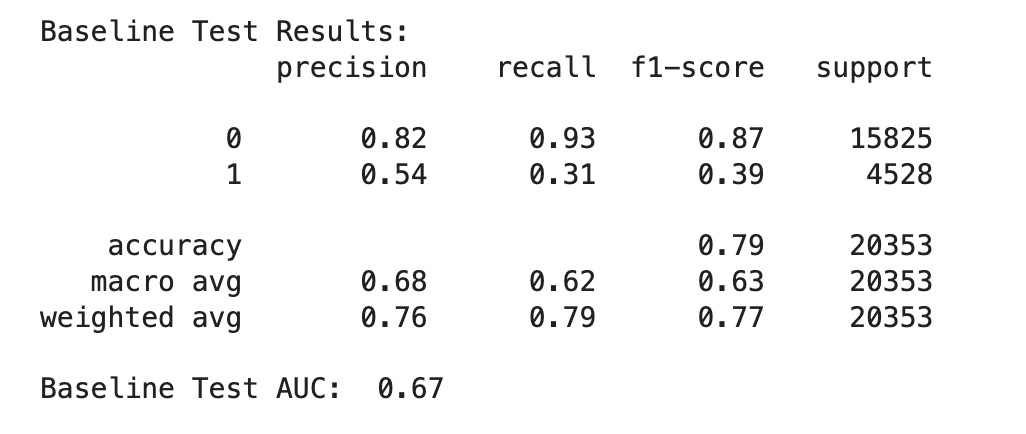 Baseline Test Results:
precision recall f1-score support
0 0.82 0.93 0.87 15825
1 0.54 0.31 0.39 4528
accuracy 0.79 20353
macro avg 0.68 0.62 0.63 20353
weighted avg 0.76 0.79 0.77 20353
Baseline Test AUC: 0.67